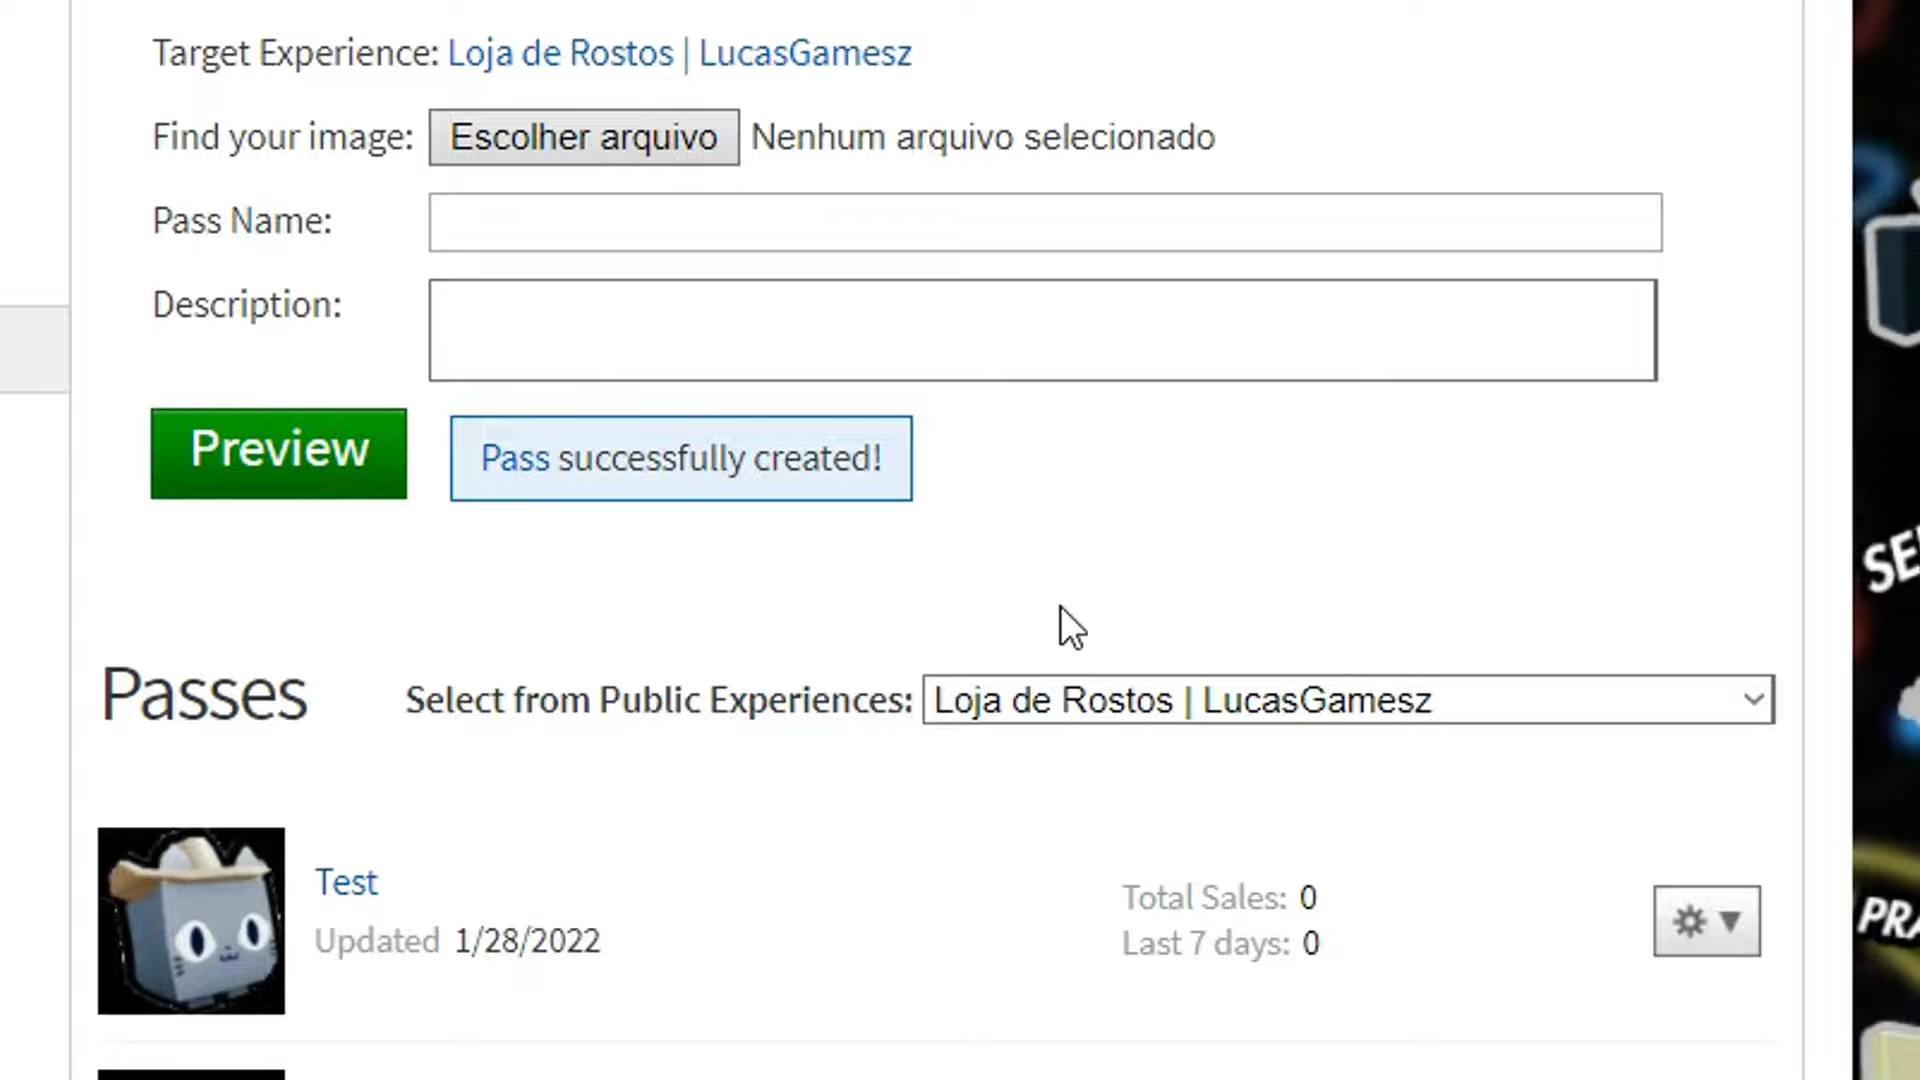 Target Experience: Loja de Rostos | LucasGamesz
Find your image: Escolher arquivo Nenhum arquivo selecionado
Pass Name:
Description:
Preview Pass successfully created!
Passes Select from Public Experiences: Loja de Rostos | LucasGamesz
Test
Updated 1/28/2022
Total Sales: 0
Last 7 days: 0